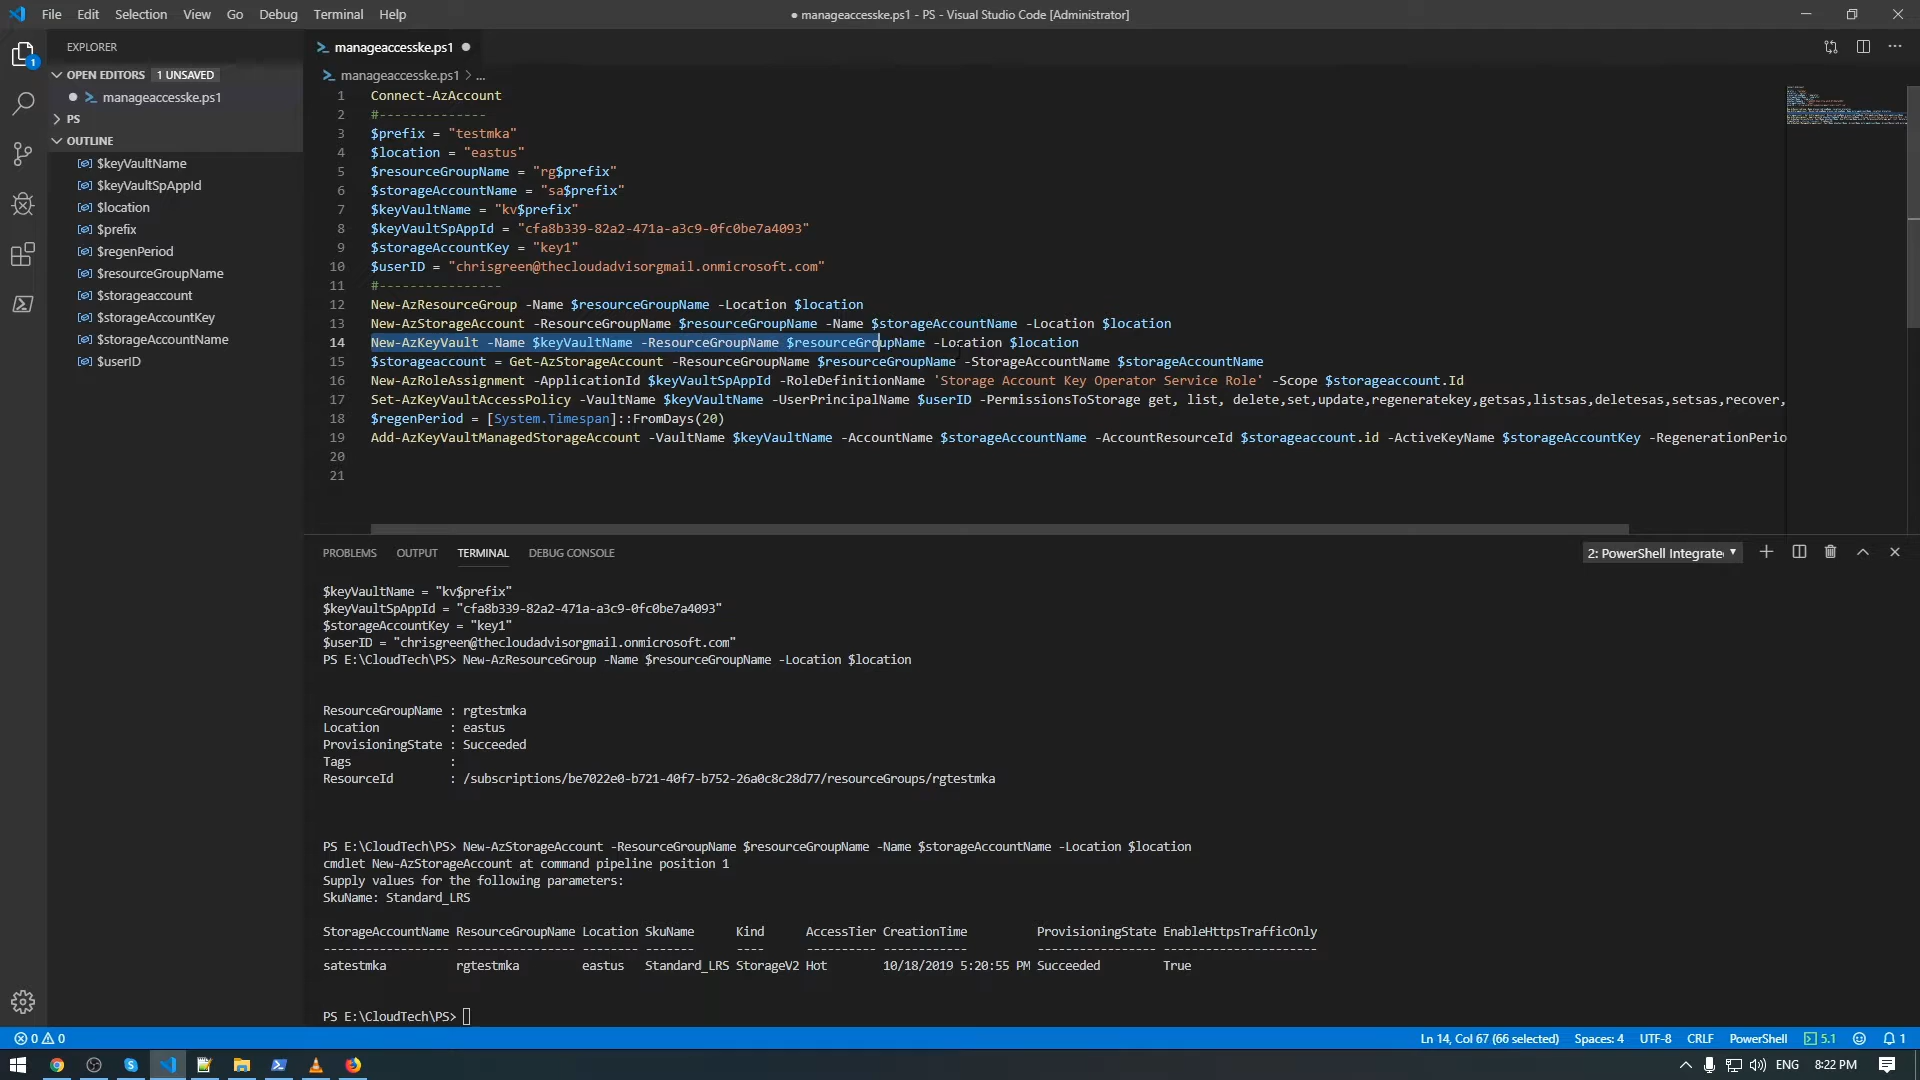 File Edit Selection View Go Debug Terminal Help
● manageaccesske.ps1 - PS - Visual Studio Code [Administrator]
EXPLORER
OPEN EDITORS 1 UNSAVED
manageaccesske.ps1
PS
OUTLINE
$keyVaultName
$keyVaultSpAppId
$location
$prefix
$regenPeriod
$resourceGroupName
$storageaccount
$storageAccountKey
$storageAccountName
$userID
1
manageaccesske.ps1
manageaccesske.ps1 > ...
1 Connect-AzAccount
2 #--------------
3 $prefix = "testmka"
4 $location = "eastus"
5 $resourceGroupName = "rg$prefix"
6 $storageAccountName = "sa$prefix"
7 $keyVaultName = "kv$prefix"
8 $keyVaultSpAppId = "cfa8b339-82a2-471a-a3c9-0fc0be7a4093"
9 $storageAccountKey = "key1"
10 $userID = "chrisgreen@thecloudadvisorgmail.onmicrosoft.com"
11 #----------------
12 New-AzResourceGroup -Name $resourceGroupName -Location $location
13 New-AzStorageAccount -ResourceGroupName $resourceGroupName -Name $storageAccountName -Location $location
14 New-AzKeyVault -Name $keyVaultName -ResourceGroupName $resourceGroupName -Location $location
15 $storageaccount = Get-AzStorageAccount -ResourceGroupName $resourceGroupName -StorageAccountName $storageAccountName
16 New-AzRoleAssignment -ApplicationId $keyVaultSpAppId -RoleDefinitionName 'Storage Account Key Operator Service Role' -Scope $storageaccount.Id
17 Set-AzKeyVaultAccessPolicy -VaultName $keyVaultName -UserPrincipalName $userID -PermissionsToStorage get, list, delete,set,update,regeneratekey,getsas,listsas,deletesas,setsas,recover,
18 $regenPeriod = [System.Timespan]::FromDays(20)
19 Add-AzKeyVaultManagedStorageAccount -VaultName $keyVaultName -AccountName $storageAccountName -AccountResourceId $storageaccount.id -ActiveKeyName $storageAccountKey -RegenerationPerio
20
21
PROBLEMS OUTPUT TERMINAL DEBUG CONSOLE
2: PowerShell Integrate
$keyVaultName = "kv$prefix"
$keyVaultSpAppId = "cfa8b339-82a2-471a-a3c9-0fc0be7a4093"
$storageAccountKey = "key1"
$userID = "chrisgreen@thecloudadvisorgmail.onmicrosoft.com"
PS E:\CloudTech\PS> New-AzResourceGroup -Name $resourceGroupName -Location $location
ResourceGroupName : rgtestmka
Location : eastus
ProvisioningState : Succeeded
Tags :
ResourceId : /subscriptions/be7022e0-b721-40f7-b752-26a0c8c28d77/resourceGroups/rgtestmka
PS E:\CloudTech\PS> New-AzStorageAccount -ResourceGroupName $resourceGroupName -Name $storageAccountName -Location $location
cmdlet New-AzStorageAccount at command pipeline position 1
Supply values for the following parameters:
SkuName: Standard_LRS
StorageAccountName ResourceGroupName Location SkuName Kind AccessTier CreationTime ProvisioningState EnableHttpsTrafficOnly
------------------ ----------------- -------- ------- ---- ---------- ------------ ----------------- ----------------------
satestmka rgtestmka eastus Standard_LRS StorageV2 Hot 10/18/2019 5:20:55 PM Succeeded True
PS E:\CloudTech\PS>
0 0
Ln 14, Col 67 (66 selected) Spaces: 4 UTF-8 CRLF PowerShell 5.1 1
ENG 8:22 PM